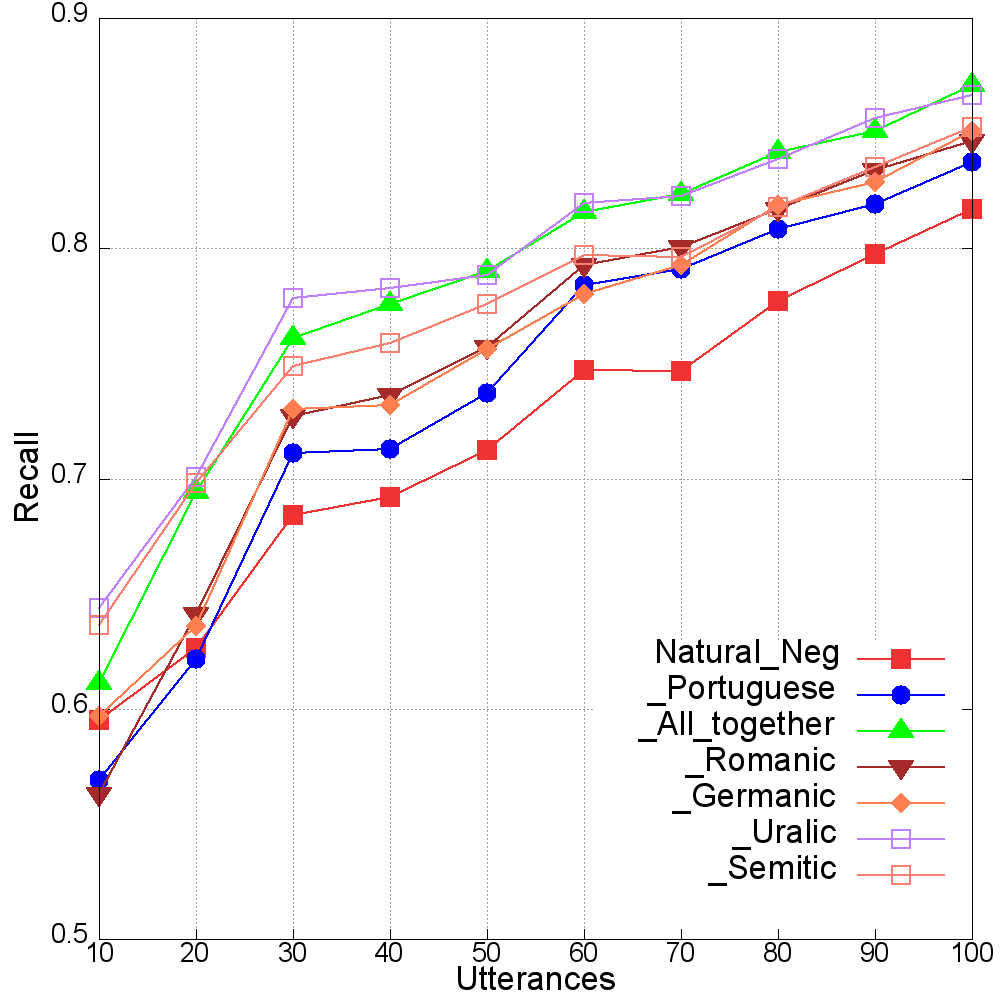 0.9
0.8
0.7
0.6
0.5
Recall
10 20 30 40 50 60 70 80 90 100
Utterances
Natural_Neg
_Portuguese
_All_together
_Romanic
_Germanic
_Uralic
_Semitic